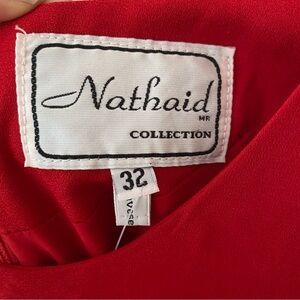 Nathaid
MR
COLLECTION
32